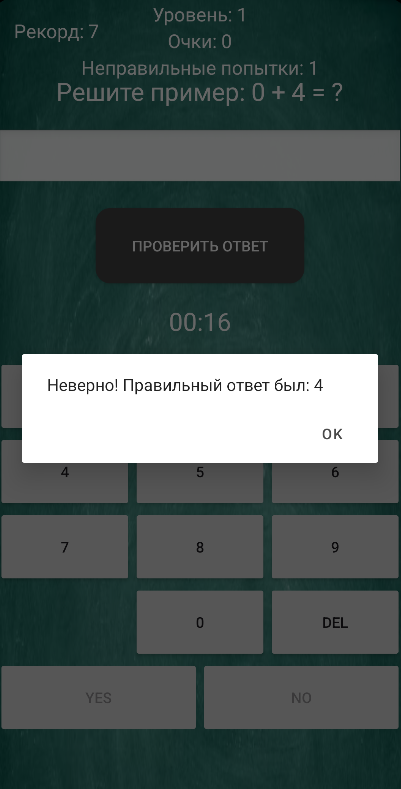 Уровень: 1
Рекорд: 7
Очки: 0
Неправильные попытки: 1
Решите пример: 0 + 4 = ?
ПРОВЕРИТЬ ОТВЕТ
00:16
Неверно! Правильный ответ был: 4
OK
4 5 6
7 8 9
0 DEL
YES NO